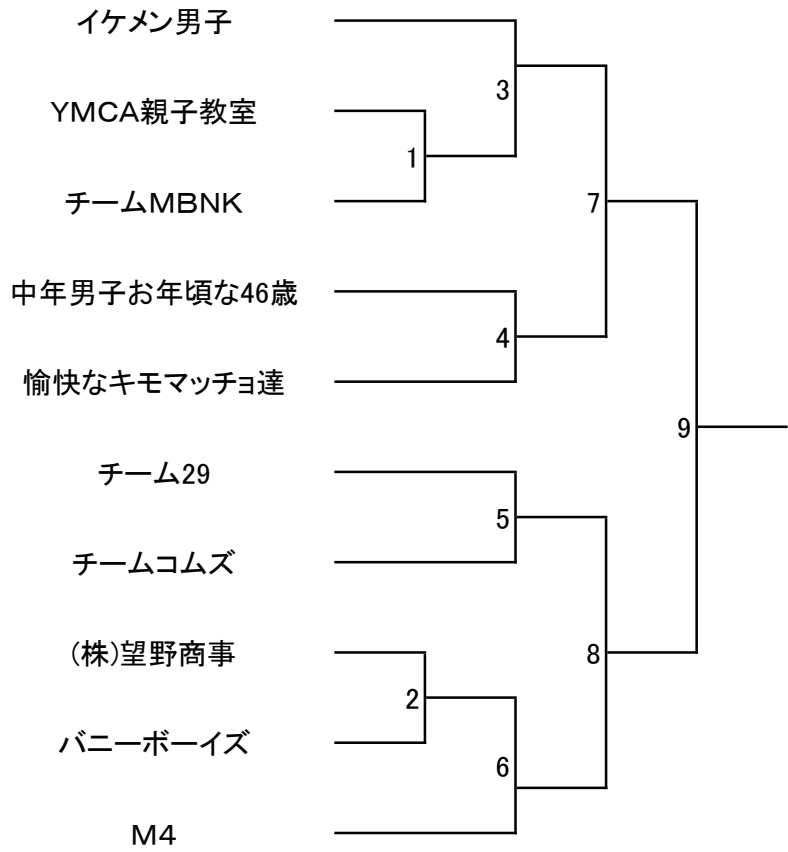 イケメン男子
3
YMCA親子教室
1
チームMBNK
7
中年男子お年頃な46歳
4
愉快なキモマッチョ達
9
チーム29
5
チームコムズ
(株)望野商事
8
2
バニーボーイズ
6
M4